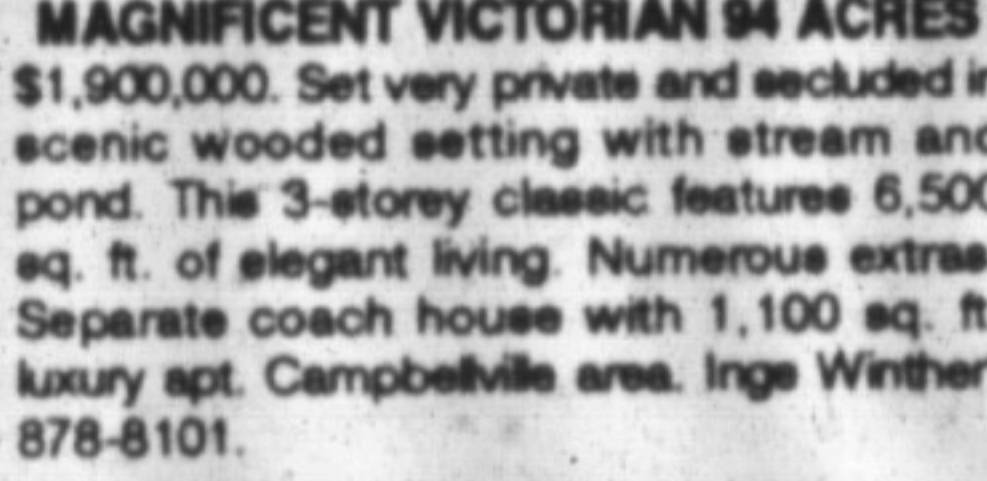 MAGNIFICENT VICTORIAN 94 ACRES
$1,900,000. Set very private and secluded in
scenic wooded setting with stream and
pond. This 3-storey classic features 6,500
sq. ft. of elegant living. Numerous extras
Separate coach house with 1,100 sq. ft
luxury apt. Campbellville area. Inge Winther
878-8101.